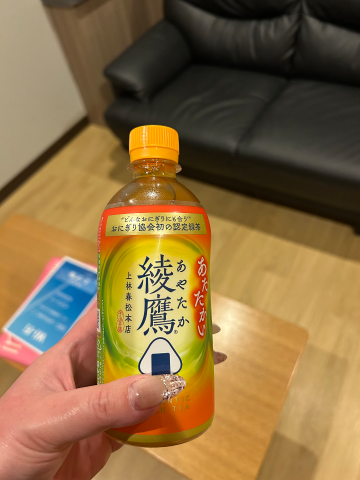 "どんなおにぎりにも合う"
おにぎり協会初の認定緑茶
あたたかい
あやたか
綾鷹®
上林春松本店